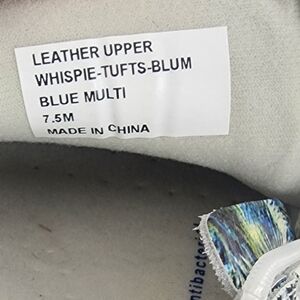 LEATHER UPPER
WHISPIE-TUFTS-BLUM
BLUE MULTI
7.5M
MADE IN CHINA